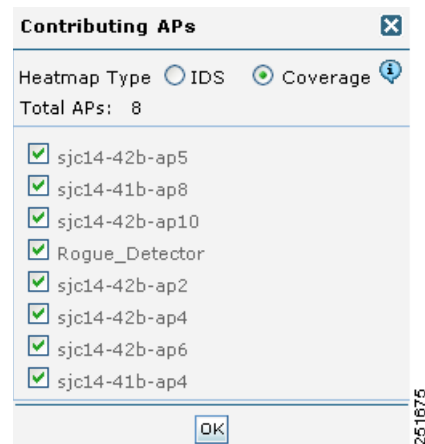 Contributing APs
Heatmap Type IDS Coverage
Total APs: 8
sjc14-42b-ap5
sjc14-41b-ap8
sjc14-42b-ap10
Rogue_Detector
sjc14-42b-ap2
sjc14-42b-ap4
sjc14-42b-ap6
sjc14-41b-ap4
OK
251675